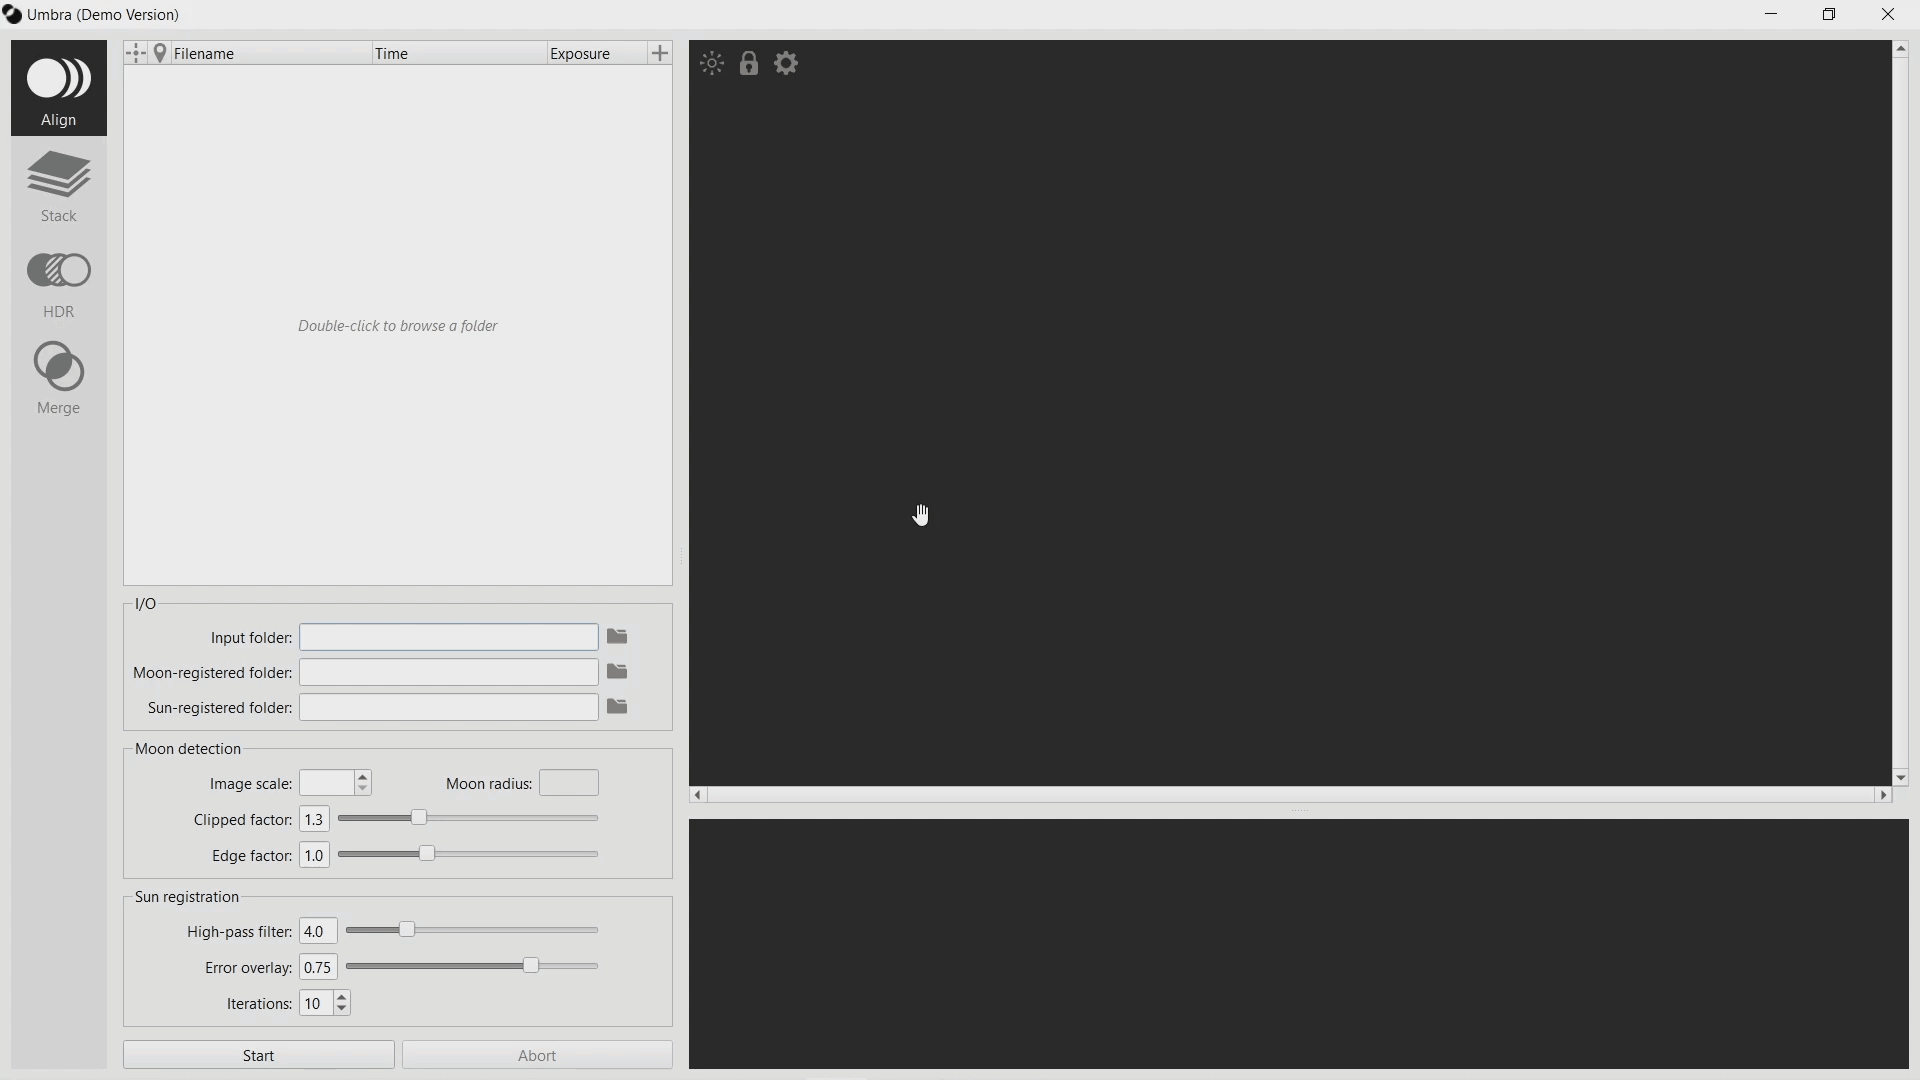 Umbra (Demo Version)
Align
Stack
HDR
Merge
Filename Time Exposure
Double-click to browse a folder
I/O
Input folder:
Moon-registered folder:
Sun-registered folder:
Moon detection
Image scale: Moon radius:
Clipped factor: 1.3
Edge factor: 1.0
Sun registration
High-pass filter: 4.0
Error overlay: 0.75
Iterations: 10
Start Abort